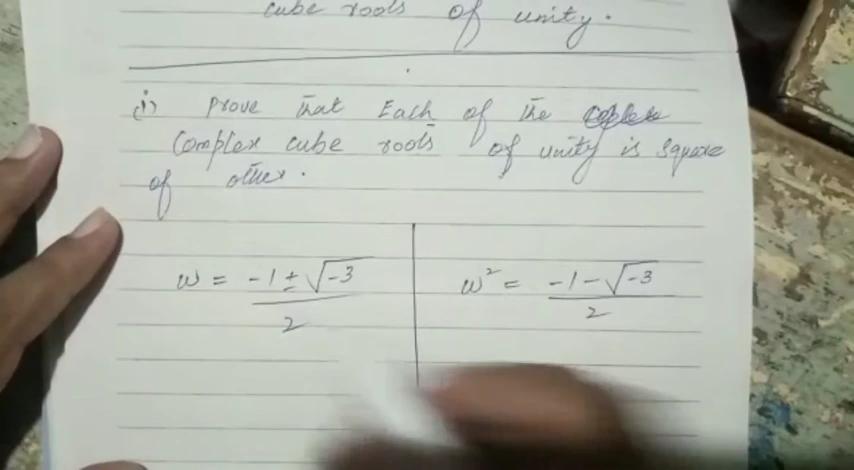 cube roots of unity.
(i) Prove that Each of the
Complex cube roots of unity is square
of other.
ω = -1 ± √-3 / 2
ω² = -1 - √-3 / 2